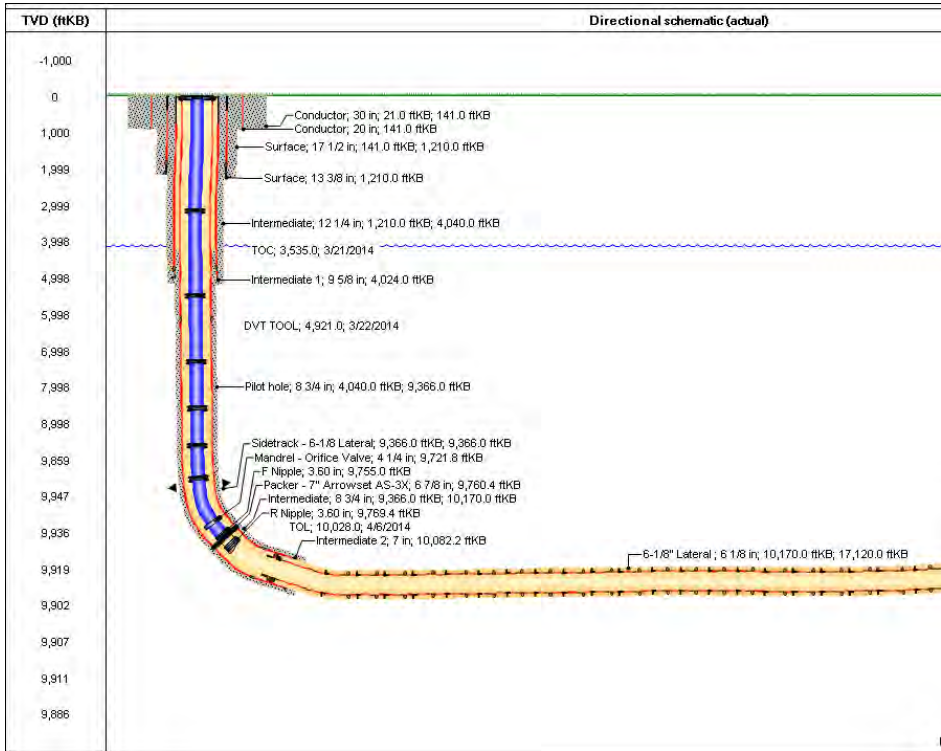 TVD (ftKB)
Directional schematic (actual)
-1,000
0
1,000
1,999
2,999
3,998
4,998
5,998
6,998
7,998
8,998
9,859
9,947
9,936
9,919
9,902
9,907
9,911
9,886
Conductor; 30 in; 21.0 ftKB; 141.0 ftKB
Conductor; 20 in; 141.0 ftKB
Surface; 17 1/2 in; 141.0 ftKB; 1,210.0 ftKB
Surface; 13 3/8 in; 1,210.0 ftKB
Intermediate; 12 1/4 in; 1,210.0 ftKB; 4,040.0 ftKB
TOC; 3,535.0; 3/21/2014
Intermediate 1; 9 5/8 in; 4,024.0 ftKB
DVT TOOL; 4,921.0; 3/22/2014
Pilot hole; 8 3/4 in; 4,040.0 ftKB; 9,366.0 ftKB
Sidetrack - 6-1/8 Lateral; 9,366.0 ftKB; 9,366.0 ftKB
Mandrel - Orifice Valve; 4 1/4 in; 9,721.8 ftKB
F Nipple; 3.60 in; 9,755.0 ftKB
Packer - 7" Arrowset AS-3X; 6 7/8 in; 9,760.4 ftKB
Intermediate; 8 3/4 in; 9,366.0 ftKB; 10,170.0 ftKB
R Nipple; 3.60 in; 9,769.4 ftKB
TOL; 10,028.0; 4/6/2014
Intermediate 2; 7 in; 10,082.2 ftKB
6-1/8" Lateral ; 6 1/8 in; 10,170.0 ftKB; 17,120.0 ftKB